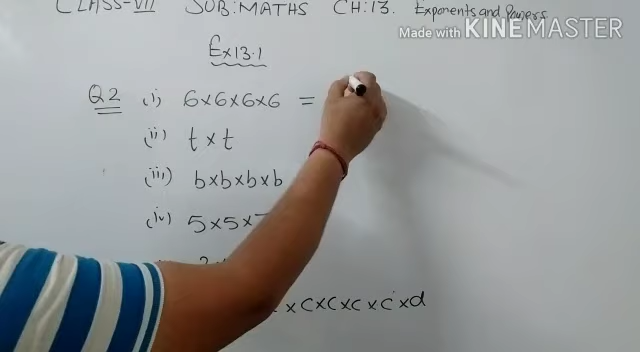 CLASS-VII SUB:MATHS CH:13. Exponents and Powers
Made with KINEMASTER
Ex 13.1
Q2 (i) 6×6×6×6 =
(ii) t×t
(iii) b×b×b×b
(iv) 5×5×
×c×c×c×c×d